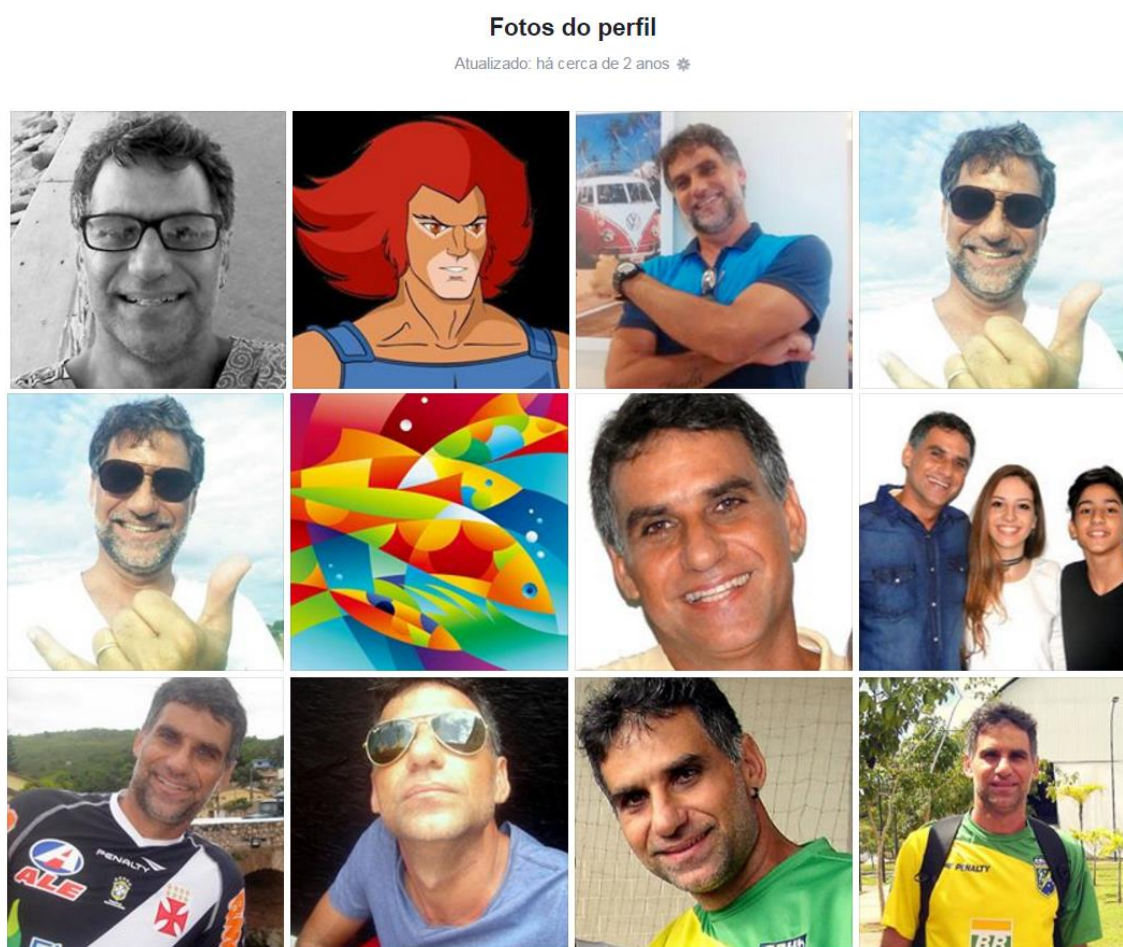 Fotos do perfil
Atualizado: há cerca de 2 anos
ALE
PENALTY
PENALTY
BB